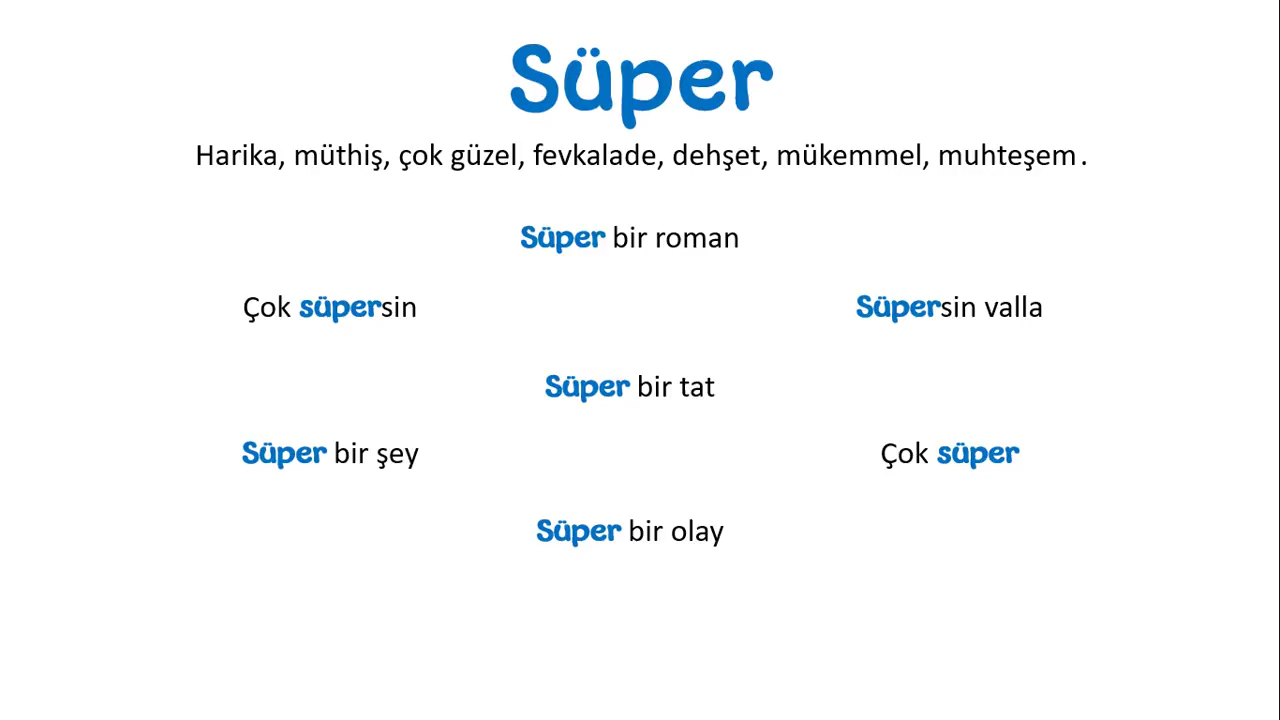 Süper
Harika, müthiş, çok güzel, fevkalade, dehşet, mükemmel, muhteşem.
Süper bir roman
Çok süpersin
Süpersin valla
Süper bir tat
Süper bir şey
Çok süper
Süper bir olay